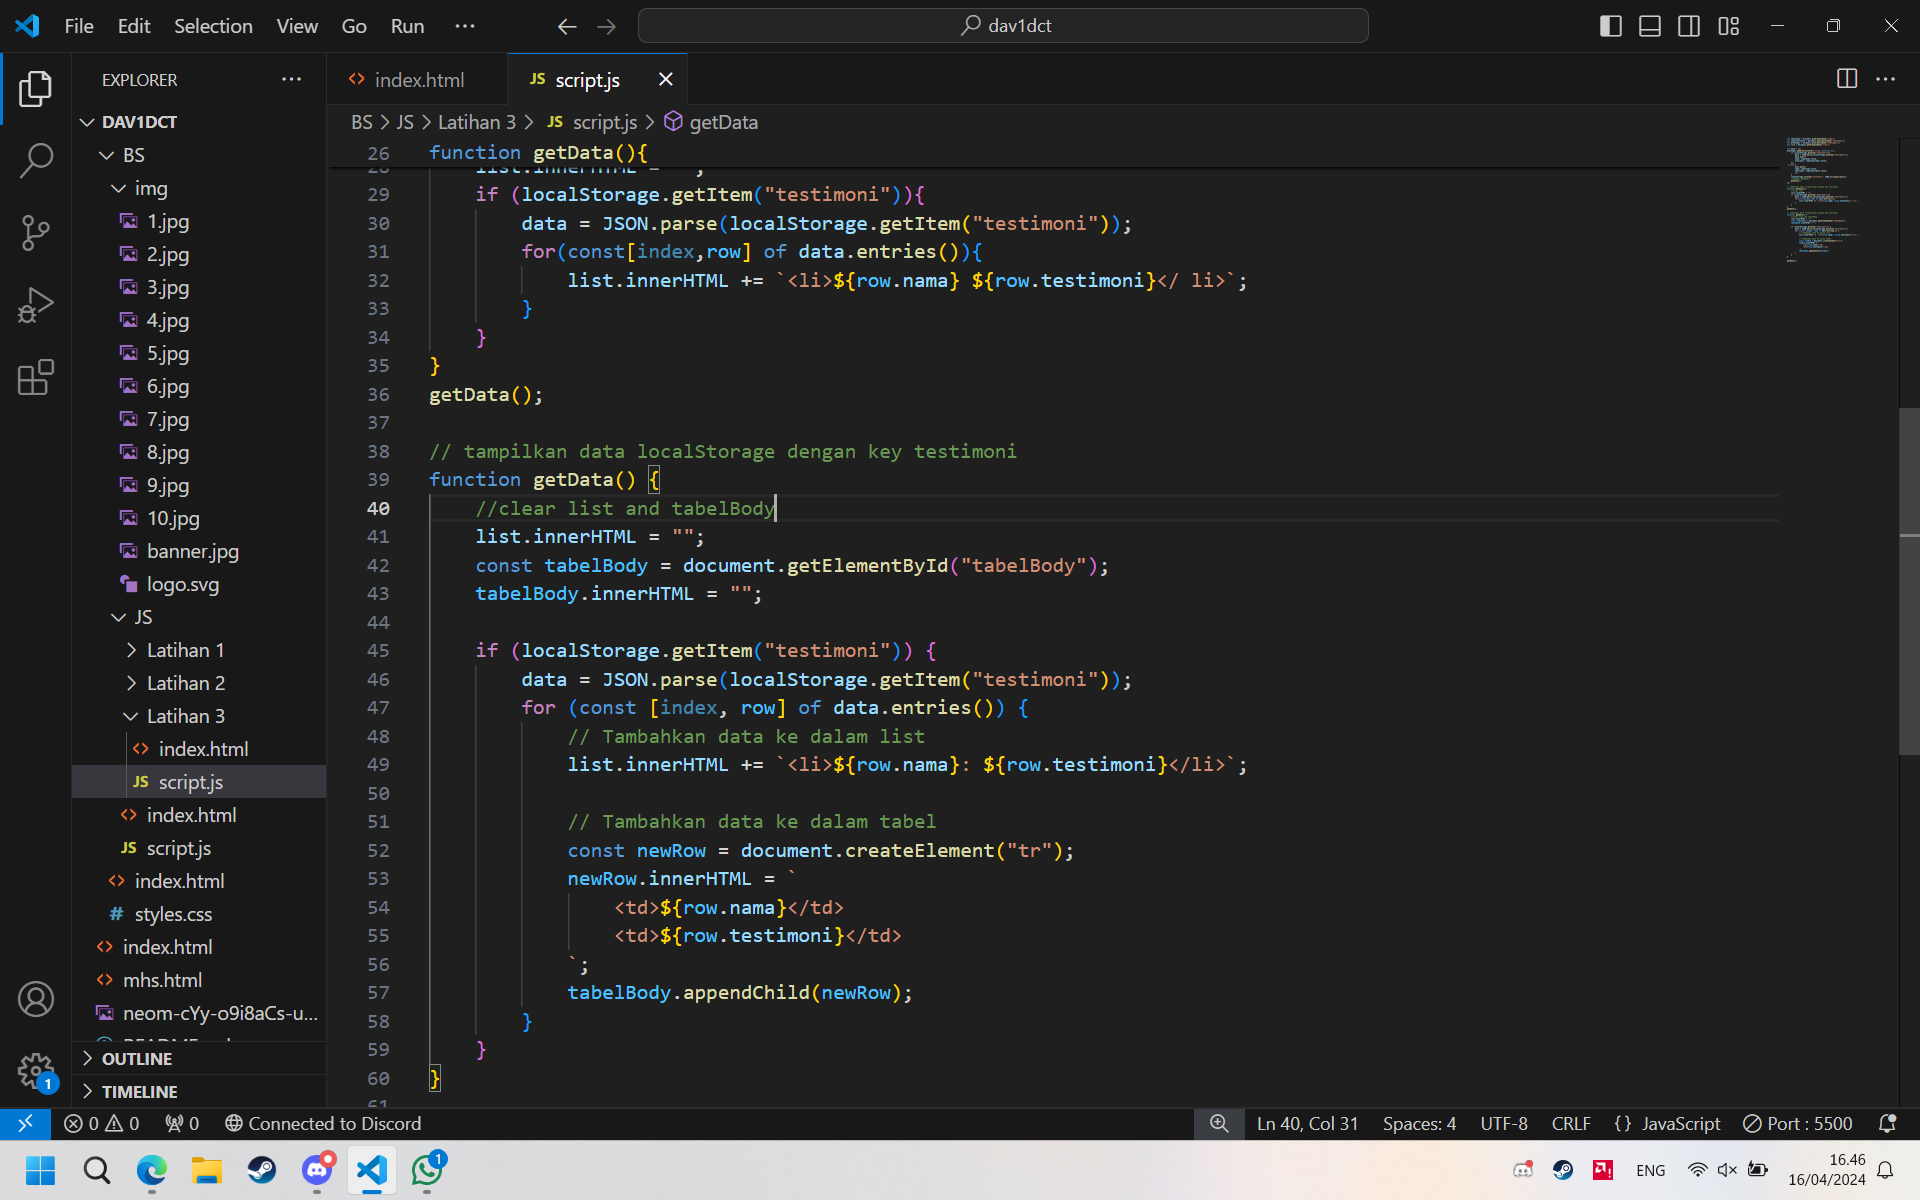 File Edit Selection View Go Run ··· dav1dct
EXPLORER ···
index.html
JS script.js
DAV1DCT
BS
img
1.jpg
2.jpg
3.jpg
4.jpg
5.jpg
6.jpg
7.jpg
8.jpg
9.jpg
10.jpg
banner.jpg
logo.svg
JS
Latihan 1
Latihan 2
Latihan 3
index.html
JS script.js
index.html
JS script.js
index.html
# styles.css
index.html
mhs.html
neom-cYy-o9i8aCs-u...
OUTLINE
TIMELINE
BS > JS > Latihan 3 > JS script.js > getData
26 function getData(){
29 if (localStorage.getItem("testimoni")){
30 data = JSON.parse(localStorage.getItem("testimoni"));
31 for(const[index,row] of data.entries()){
32 list.innerHTML += `<li>${row.nama} ${row.testimoni}</ li>`;
33 }
34 }
35 }
36 getData();
37
38 // tampilkan data localStorage dengan key testimoni
39 function getData() {
40 //clear list and tabelBody
41 list.innerHTML = "";
42 const tabelBody = document.getElementById("tabelBody");
43 tabelBody.innerHTML = "";
44
45 if (localStorage.getItem("testimoni")) {
46 data = JSON.parse(localStorage.getItem("testimoni"));
47 for (const [index, row] of data.entries()) {
48 // Tambahkan data ke dalam list
49 list.innerHTML += `<li>${row.nama}: ${row.testimoni}</li>`;
50
51 // Tambahkan data ke dalam tabel
52 const newRow = document.createElement("tr");
53 newRow.innerHTML = `
54 <td>${row.nama}</td>
55 <td>${row.testimoni}</td>
56 `;
57 tabelBody.appendChild(newRow);
58 }
59 }
60 }
61
0 0 0 Connected to Discord Ln 40, Col 31 Spaces: 4 UTF-8 CRLF {} JavaScript Port : 5500
1
1
ENG
16.46
16/04/2024